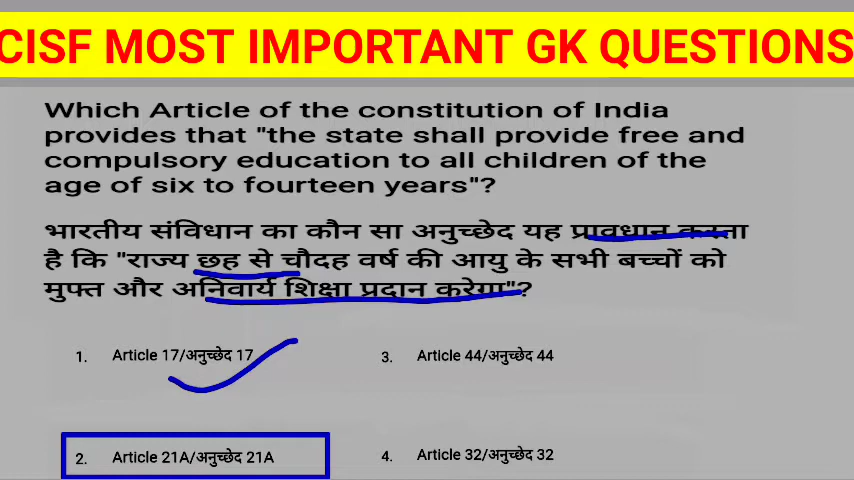 CISF MOST IMPORTANT GK QUESTIONS
Which Article of the constitution of India
provides that "the state shall provide free and
compulsory education to all children of the
age of six to fourteen years"?
भारतीय संविधान का कौन सा अनुच्छेद यह प्रावधान करता
है कि "राज्य छह से चौदह वर्ष की आयु के सभी बच्चों को
मुफ्त और अनिवार्य शिक्षा प्रदान करेगा"?
1. Article 17/अनुच्छेद 17
3. Article 44/अनुच्छेद 44
2. Article 21A/अनुच्छेद 21A
4. Article 32/अनुच्छेद 32